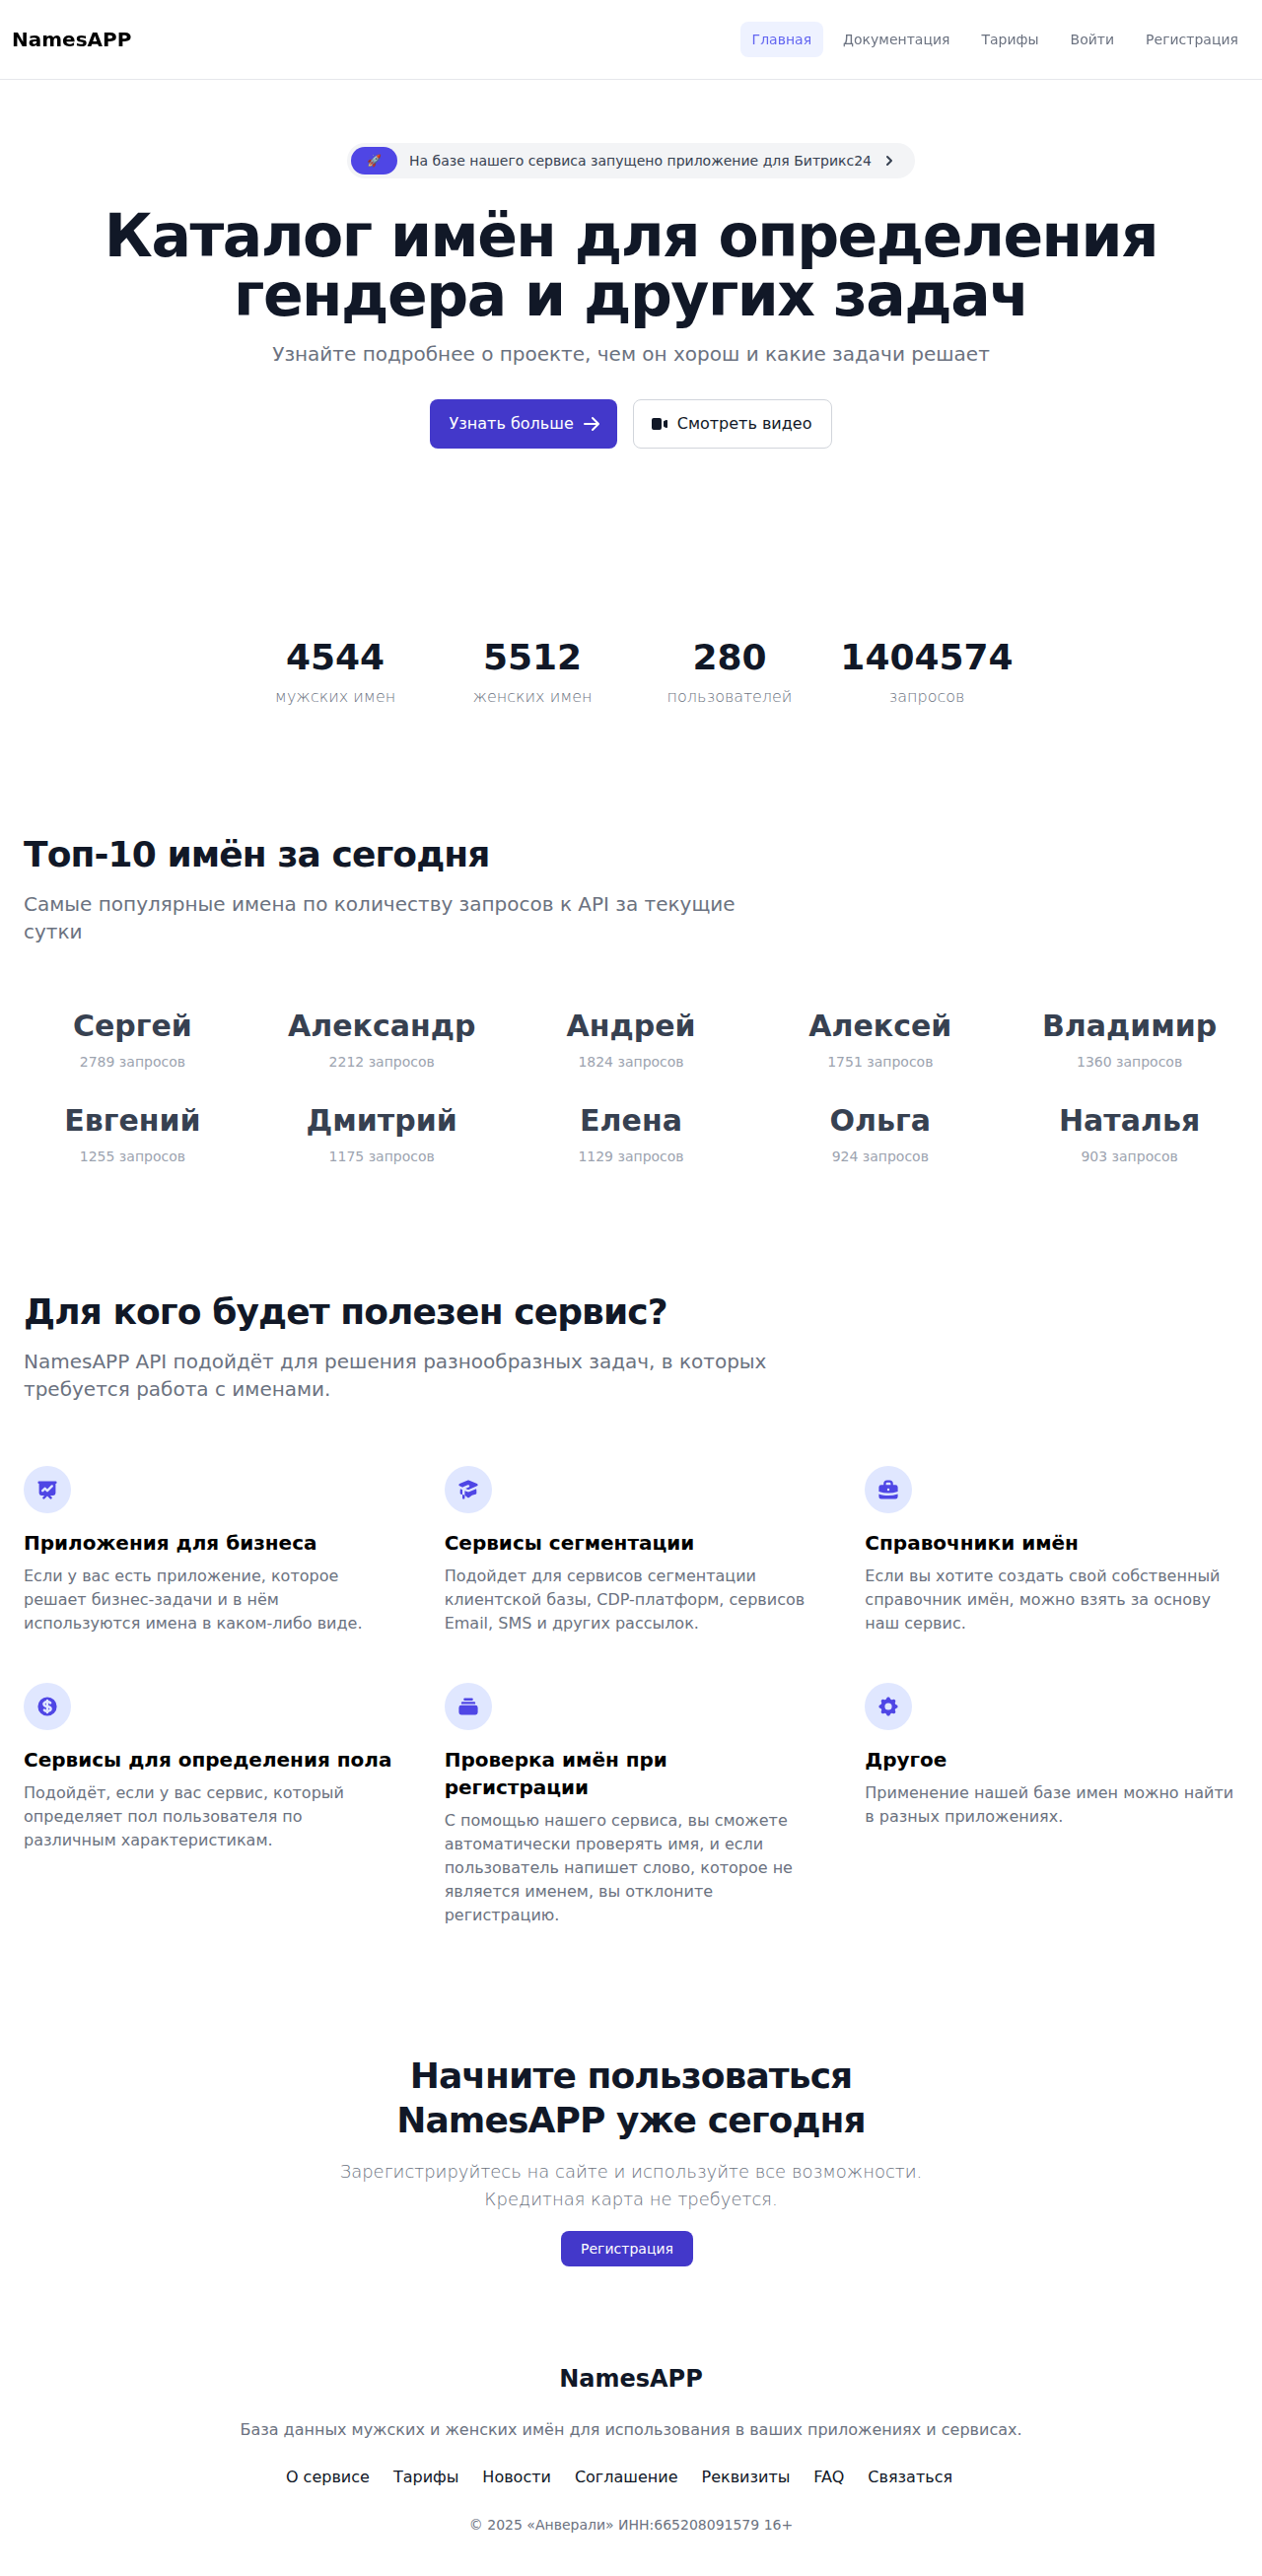 NamesAPP
Главная Документация Тарифы Войти Регистрация
🚀 На базе нашего сервиса запущено приложение для Битрикс24
Каталог имён для определения
гендера и других задач
Узнайте подробнее о проекте, чем он хорош и какие задачи решает
Узнать больше Смотреть видео
4544 5512 280 1404574
мужских имен женских имен пользователей запросов
Топ-10 имён за сегодня
Самые популярные имена по количеству запросов к API за текущие
сутки
Сергей Александр Андрей Алексей Владимир
2789 запросов 2212 запросов 1824 запросов 1751 запросов 1360 запросов
Евгений Дмитрий Елена Ольга Наталья
1255 запросов 1175 запросов 1129 запросов 924 запросов 903 запросов
Для кого будет полезен сервис?
NamesAPP API подойдёт для решения разнообразных задач, в которых
требуется работа с именами.
Приложения для бизнеса
Если у вас есть приложение, которое
решает бизнес-задачи и в нём
используются имена в каком-либо виде.
Сервисы сегментации
Подойдет для сервисов сегментации
клиентской базы, CDP-платформ, сервисов
Email, SMS и других рассылок.
Справочники имён
Если вы хотите создать свой собственный
справочник имён, можно взять за основу
наш сервис.
Сервисы для определения пола
Подойдёт, если у вас сервис, который
определяет пол пользователя по
различным характеристикам.
Проверка имён при
регистрации
С помощью нашего сервиса, вы сможете
автоматически проверять имя, и если
пользователь напишет слово, которое не
является именем, вы отклоните
регистрацию.
Другое
Применение нашей базе имен можно найти
в разных приложениях.
Начните пользоваться
NamesAPP уже сегодня
Зарегистрируйтесь на сайте и используйте все возможности.
Кредитная карта не требуется.
Регистрация
NamesAPP
База данных мужских и женских имён для использования в ваших приложениях и сервисах.
О сервисе Тарифы Новости Соглашение Реквизиты FAQ Связаться
© 2025 «Анверали» ИНН:665208091579 16+